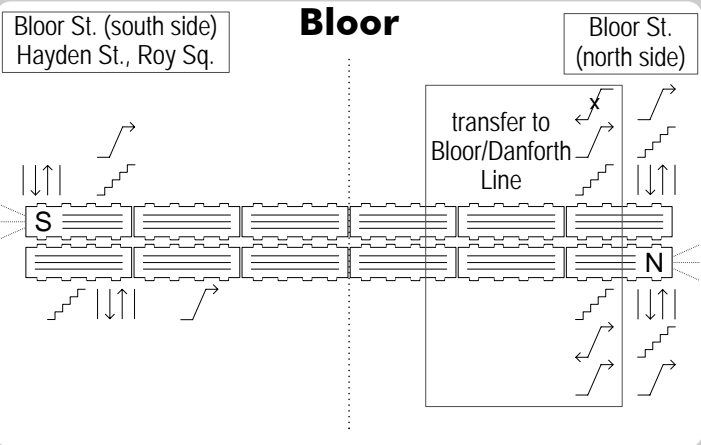 Bloor
Bloor St. (south side)
Hayden St., Roy Sq.
Bloor St.
(north side)
x
transfer to
Bloor/Danforth
Line
S
N